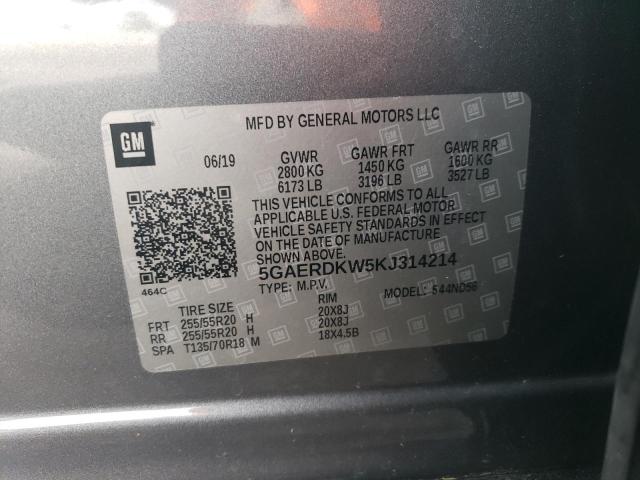 MFD BY GENERAL MOTORS LLC
GM
06/19 GVWR GAWR FRT GAWR RR
2800 KG 1450 KG 1600 KG
6173 LB 3196 LB 3527 LB
THIS VEHICLE CONFORMS TO ALL
APPLICABLE U.S. FEDERAL MOTOR
VEHICLE SAFETY STANDARDS IN EFFECT
ON THE DATE OF MANUFACTURE
SHOWN ABOVE.
5GAERDKW5KJ314214
464C
TYPE: M.P.V. MODEL: 544ND56
TIRE SIZE RIM
FRT 255/55R20 H 20X8J
RR 255/55R20 H 20X8J
SPA T135/70R18 M 18X4.5B